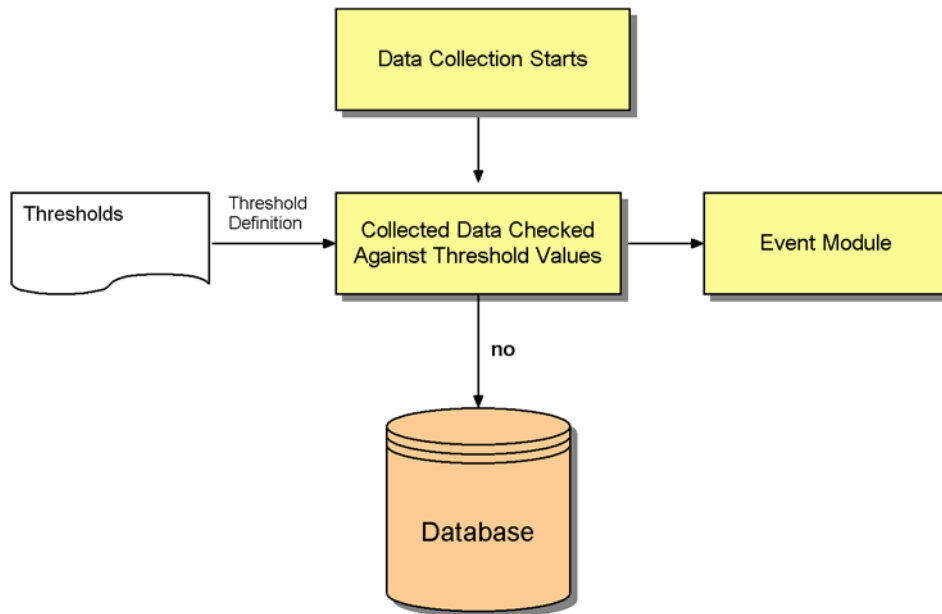 Data Collection Starts
Thresholds
Threshold
Definition
Collected Data Checked
Against Threshold Values
Event Module
no
Database